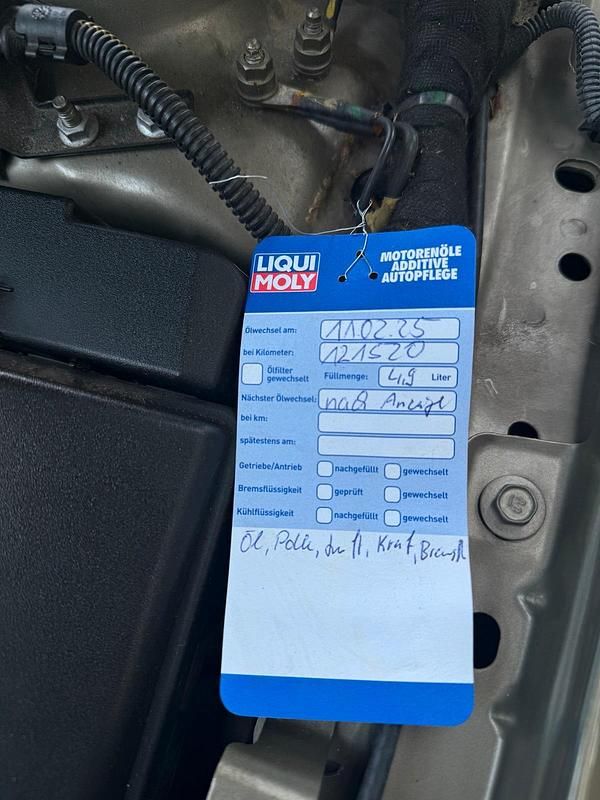 LIQUI
MOLY
MOTORENÖLE
ADDITIVE
AUTOPFLEGE
Ölwechsel am: 11.02.25
bei Kilometer: 121520
Ölfilter
gewechselt
Füllmenge: 4,9 Liter
Nächster Ölwechsel: nach Anzeige
bei km:
spätestens am:
Getriebe/Antrieb nachgefüllt gewechselt
Bremsflüssigkeit geprüft gewechselt
Kühlflüssigkeit nachgefüllt gewechselt
Öl, Polle, Luft, Kraf,